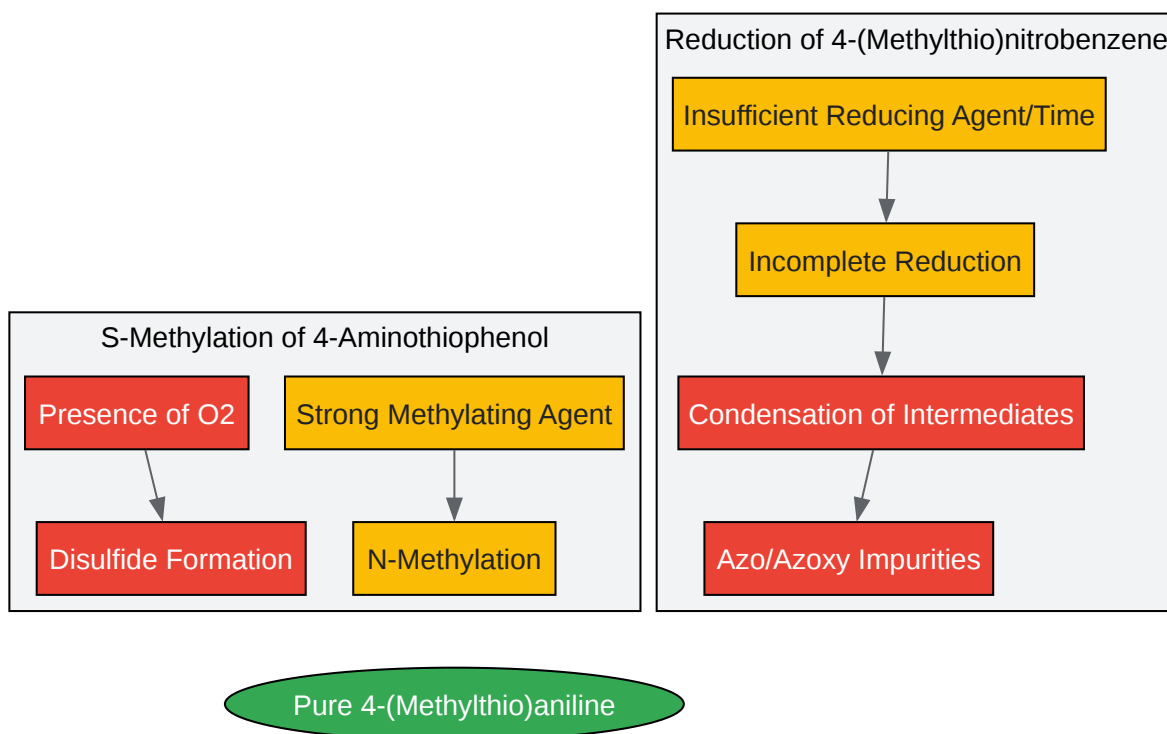 Reduction of 4-(Methylthio)nitrobenzene
Insufficient Reducing Agent/Time
Incomplete Reduction
Condensation of Intermediates
Azo/Azoxy Impurities
S-Methylation of 4-Aminothiophenol
Presence of O2
Strong Methylating Agent
Disulfide Formation
N-Methylation
Pure 4-(Methylthio)aniline